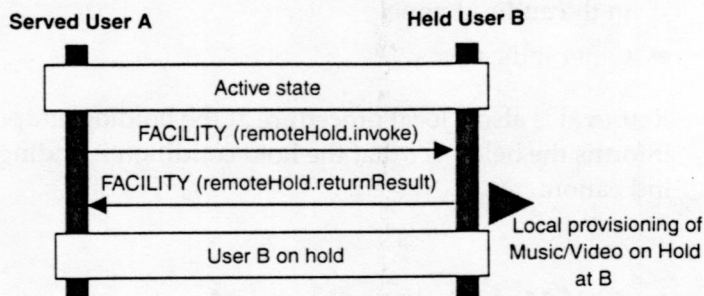 Served User A
Held User B
Active state
FACILITY (remoteHold.invoke)
FACILITY (remoteHold.returnResult)
User B on hold
Local provisioning of
Music/Video on Hold
at B